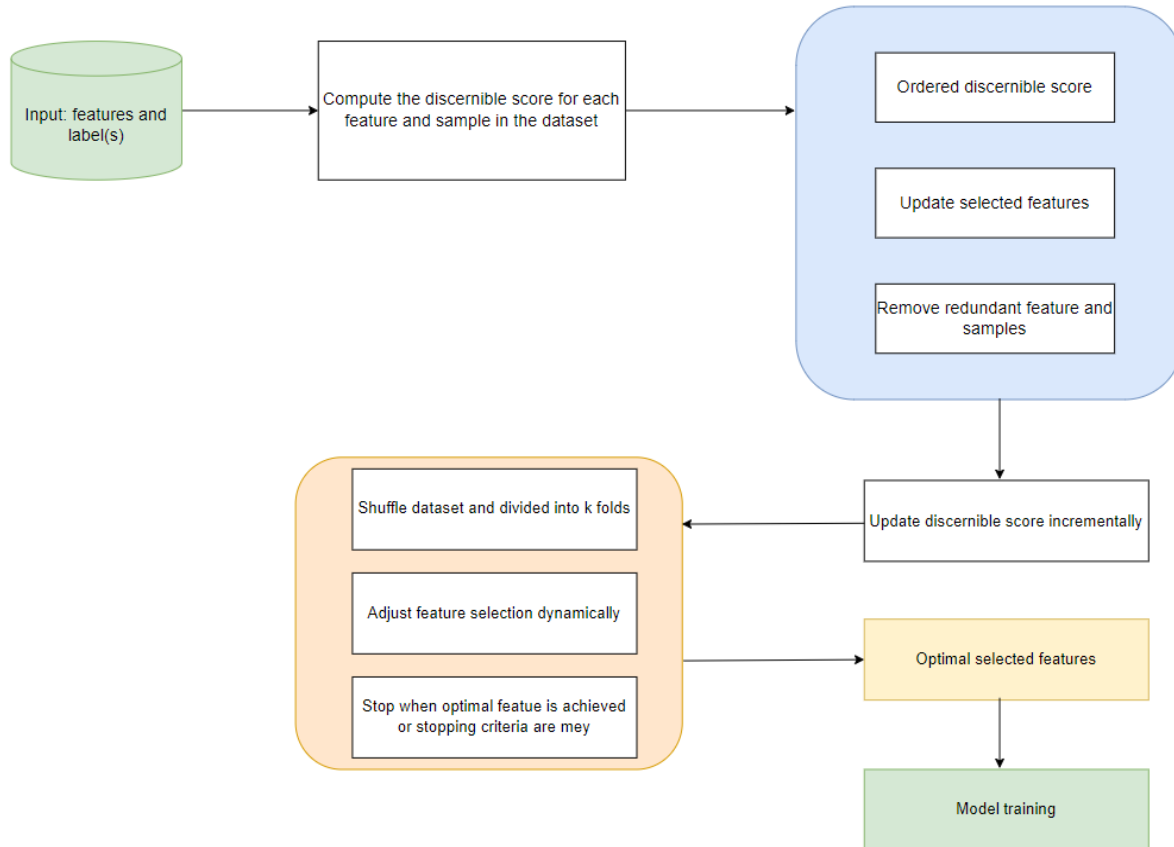 Input: features and
label(s)
Compute the discernible score for each
feature and sample in the dataset
Ordered discernible score
Update selected features
Remove redundant feature and
samples
Update discernible score incrementally
Shuffle dataset and divided into k folds
Adjust feature selection dynamically
Stop when optimal featue is achieved
or stopping criteria are mey
Optimal selected features
Model training